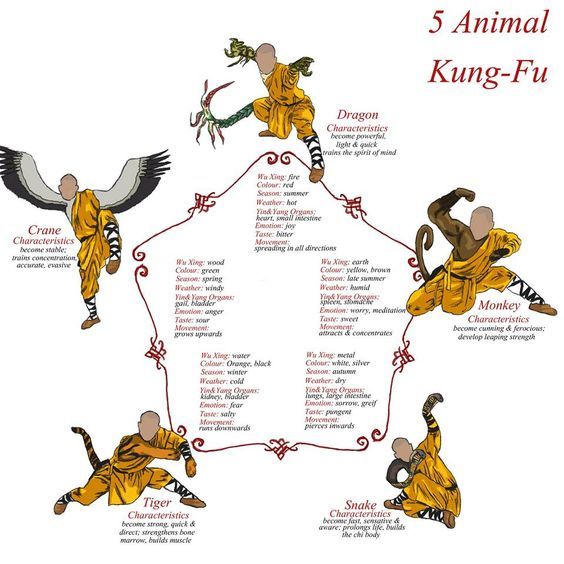 5 Animal
Kung-Fu
Dragon
Characteristics
become powerful,
light & quick
trains the spirit of mind
Wu Xing: fire
Colour: red
Season: summer
Weather: hot
Yin&Yang Organs:
heart, small intestine
Emotion: joy
Taste: bitter
Movement:
spreading in all directions
Crane
Characteristics
become stable;
trains concentration,
accurate, evasive
Wu Xing: wood
Colour: green
Season: spring
Weather: windy
Yin&Yang Organs:
gail, bladder
Emotion: anger
Taste: sour
Movement:
grows upwards
Wu Xing: earth
Colour: yellow, brown
Season: late summer
Weather: humid
Yin&Yang Organs:
spleen, stomache
Emotion: worry, meditation
Taste: sweet
Movement:
attracts & concentrates
Monkey
Characteristics
become cunning & ferocious;
develop leaping strength
Wu Xing: water
Colour: Orange, black
Season: winter
Weather: cold
Yin&Yang Organs:
kidney, bladder
Emotion: fear
Taste: salty
Movement:
runs downwards
Wu Xing: metal
Colour: white, silver
Season: autumn
Weather: dry
Yin&Yang Organs:
lungs, large intestine
Emotion: sorrow, greif
Taste: pungent
Movement:
pierces inwards
Tiger
Characteristics
become strong, quick &
direct; strengthens bone
marrow, builds muscle
Snake
Characteristics
become fast, sensative &
aware; prolongs life, builds
the chi body